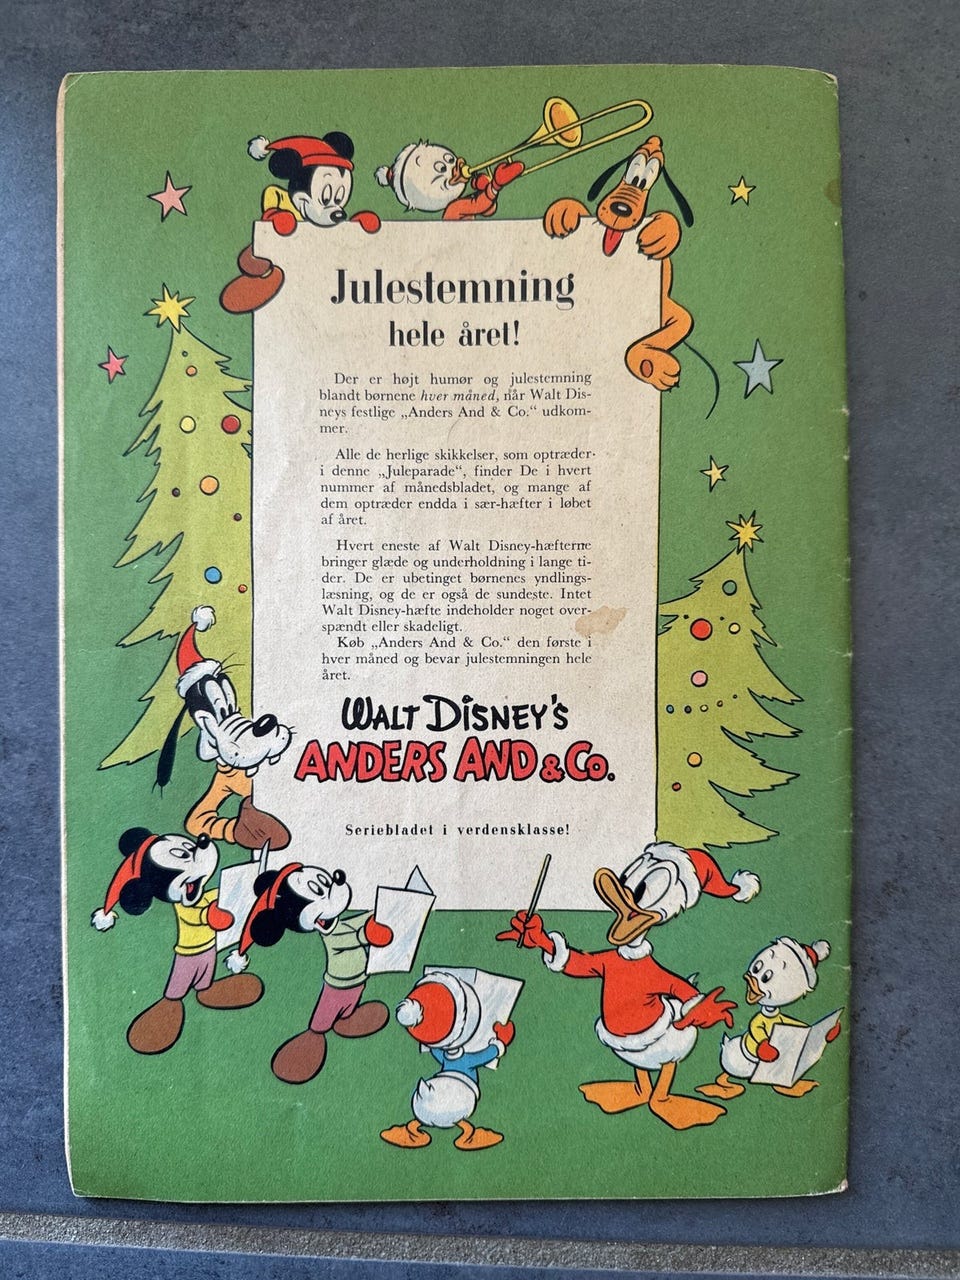 Julestemning
hele året!
Der er højt humør og julestemning
blandt børnene hver måned, når Walt Dis-
neys festlige „Anders And & Co.“ udkom-
mer.
Alle de herlige skikkelser, som optræder
i denne „Juleparade“, finder De i hvert
nummer af månedsbladet, og mange af
dem optræder endda i sær-hæfter i løbet
af året.
Hvert eneste af Walt Disney-hæfterne
bringer glæde og underholdning i lange ti-
der. De er ubetinget børnenes yndlings-
læsning, og de er også de sundeste. Intet
Walt Disney-hæfte indeholder noget over-
spændt eller skadeligt.
Køb „Anders And & Co.“ den første i
hver måned og bevar julestemningen hele
året.
WALT DISNEY'S
ANDERS AND & Co.
Seriebladet i verdensklasse!